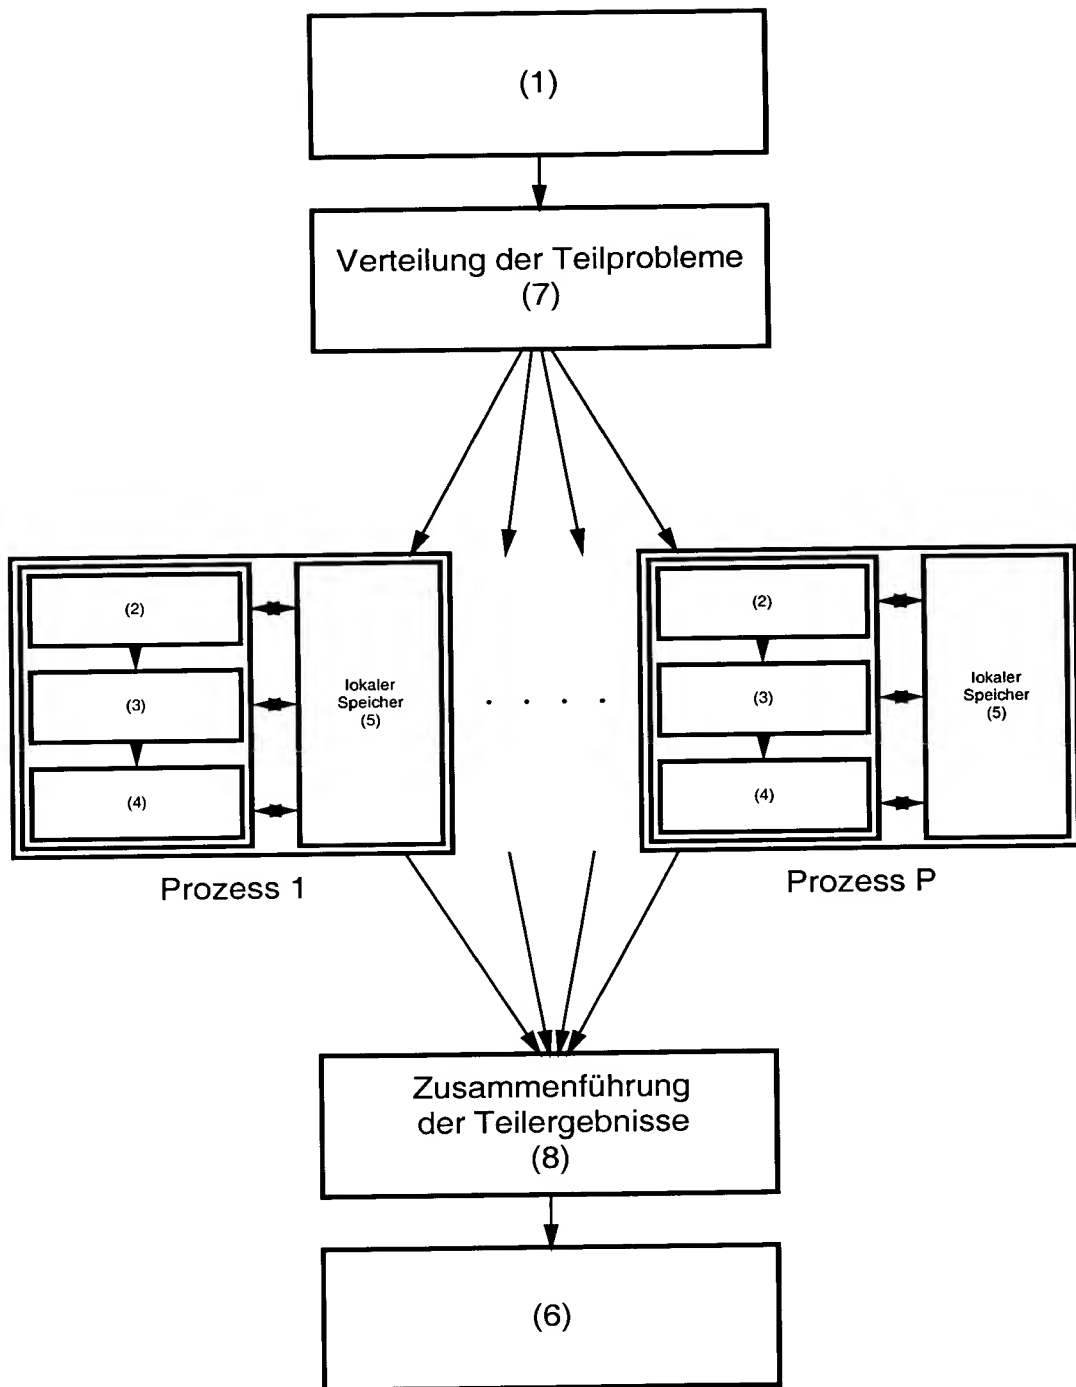 (1)
Verteilung der Teilprobleme
(7)
(2)
(3)
(4)
lokaler
Speicher
(5)
. . . .
(2)
(3)
(4)
lokaler
Speicher
(5)
Prozess 1
Prozess P
Zusammenführung
der Teilergebnisse
(8)
(6)